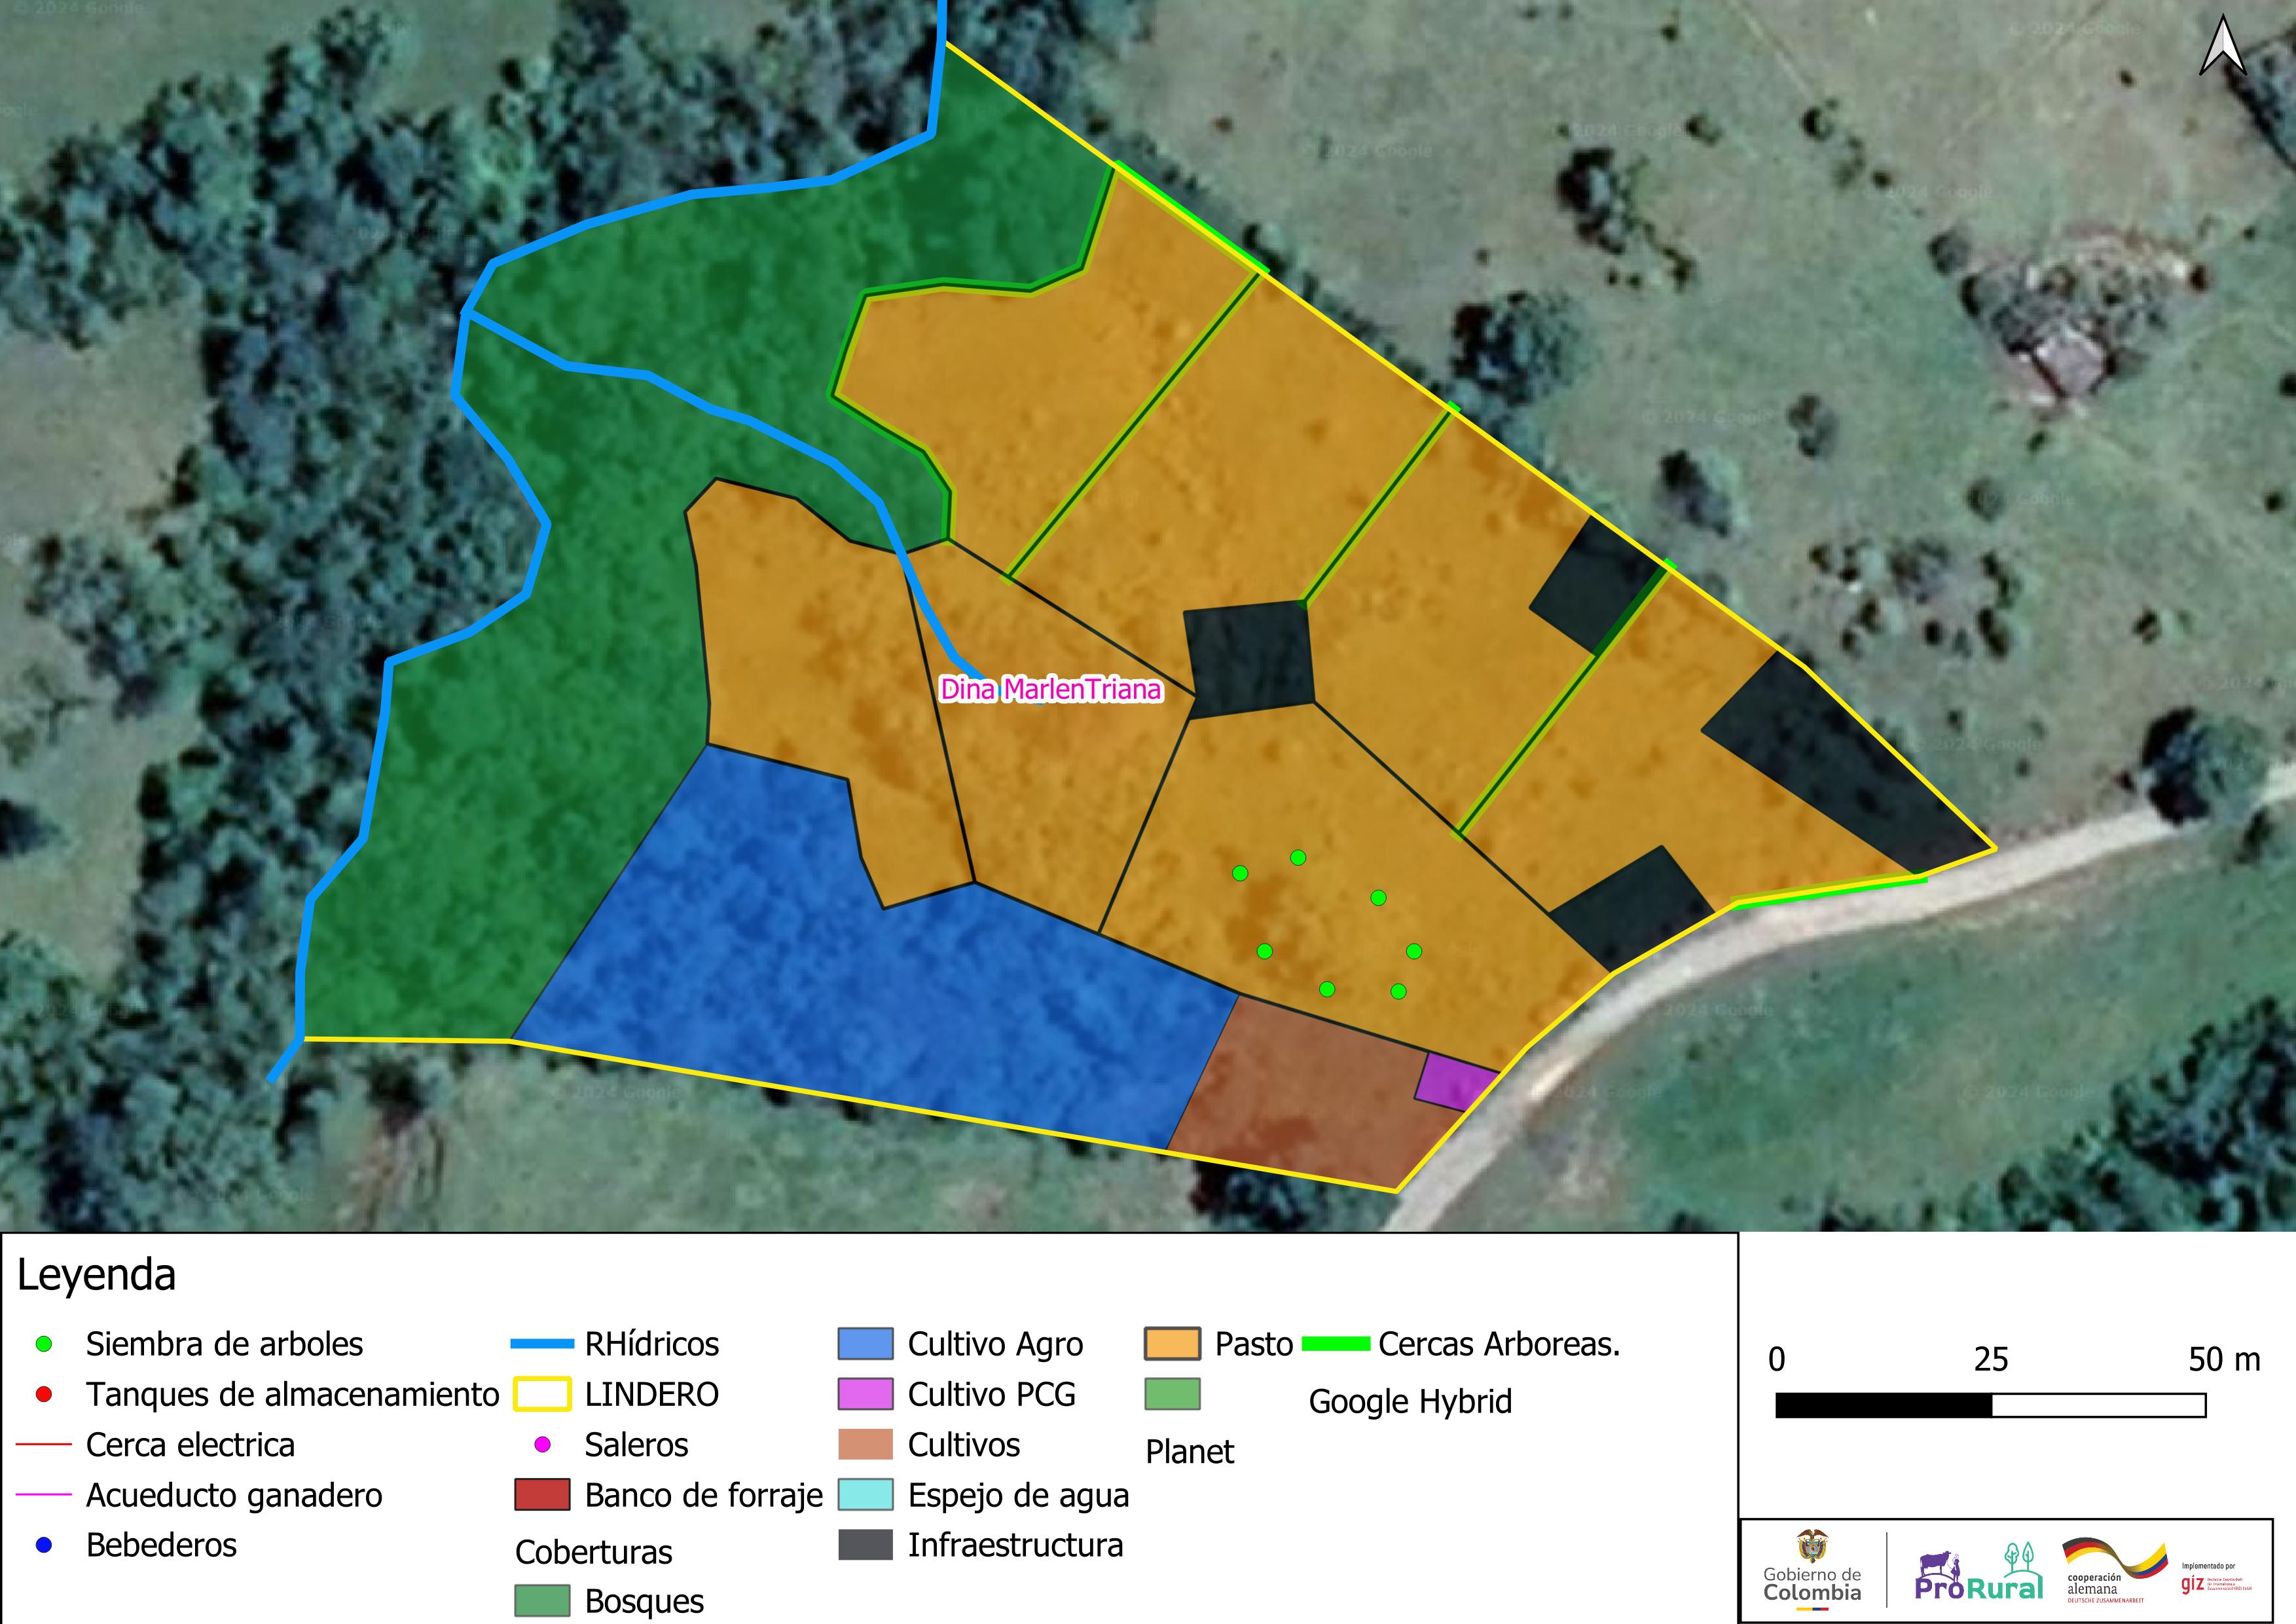 © 2024 Google
Dina MarlenTriana
Leyenda
Siembra de arboles
Tanques de almacenamiento
Cerca electrica
Acueducto ganadero
Bebederos
RHídricos
LINDERO
Saleros
Banco de forraje
Coberturas
Bosques
Cultivo Agro
Cultivo PCG
Cultivos
Espejo de agua
Infraestructura
Pasto
Planet
Cercas Arboreas.
Google Hybrid
0 25 50 m
Gobierno de
Colombia
ProRural
cooperación
alemana
DEUTSCHE ZUSAMMENARBEIT
Implementado por
giz